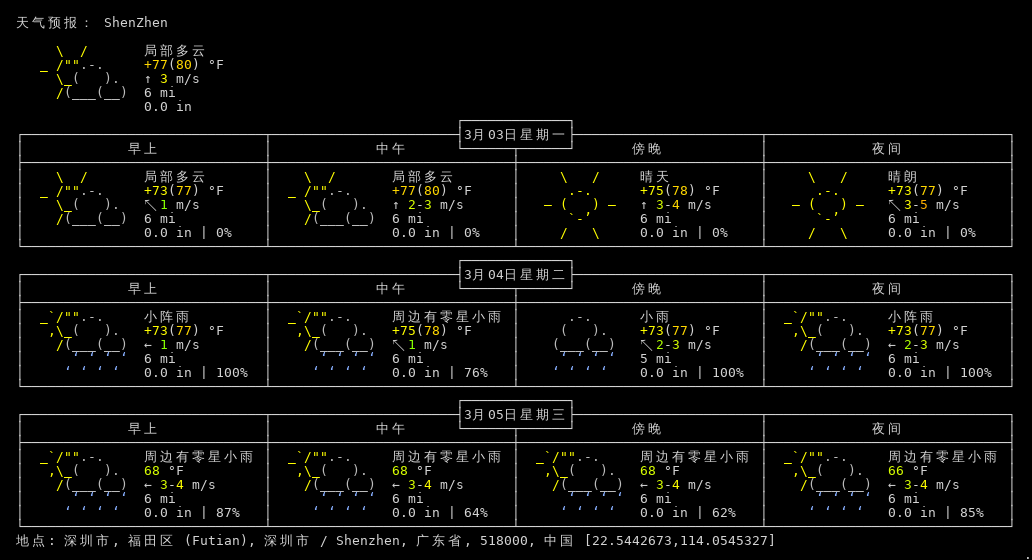 天气预报： ShenZhen
局部多云
+77(80) °F
↑ 3 m/s
6 mi
0.0 in
3月03日星期一
早上 中午 傍晚 夜间
局部多云 局部多云 晴天 晴朗
+73(77) °F +77(80) °F +75(78) °F +73(77) °F
↖ 1 m/s ↑ 2-3 m/s ↑ 3-4 m/s ↖ 3-5 m/s
6 mi 6 mi 6 mi 6 mi
0.0 in | 0% 0.0 in | 0% 0.0 in | 0% 0.0 in | 0%
3月04日星期二
早上 中午 傍晚 夜间
小阵雨 周边有零星小雨 小雨 小阵雨
+73(77) °F +75(78) °F +73(77) °F +73(77) °F
← 1 m/s ↖ 1 m/s ↖ 2-3 m/s ← 2-3 m/s
6 mi 6 mi 5 mi 6 mi
0.0 in | 100% 0.0 in | 76% 0.0 in | 100% 0.0 in | 100%
3月05日星期三
早上 中午 傍晚 夜间
周边有零星小雨 周边有零星小雨 周边有零星小雨 周边有零星小雨
68 °F 68 °F 68 °F 66 °F
← 3-4 m/s ← 3-4 m/s ← 3-4 m/s ← 3-4 m/s
6 mi 6 mi 6 mi 6 mi
0.0 in | 87% 0.0 in | 64% 0.0 in | 62% 0.0 in | 85%
地点: 深圳市, 福田区 (Futian), 深圳市 / Shenzhen, 广东省, 518000, 中国 [22.5442673,114.0545327]